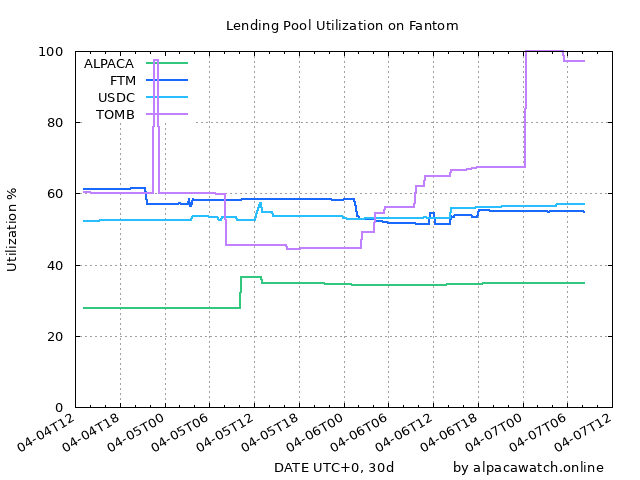 Lending Pool Utilization on Fantom
100
80
60
40
20
0
Utilization %
ALPACA
FTM
USDC
TOMB
04-04T12
04-04T18
04-05T00
04-05T06
04-05T12
04-05T18
04-06T00
04-06T06
04-06T12
04-06T18
04-07T00
04-07T06
04-07T12
DATE UTC+0, 30d
by alpacawatch.online